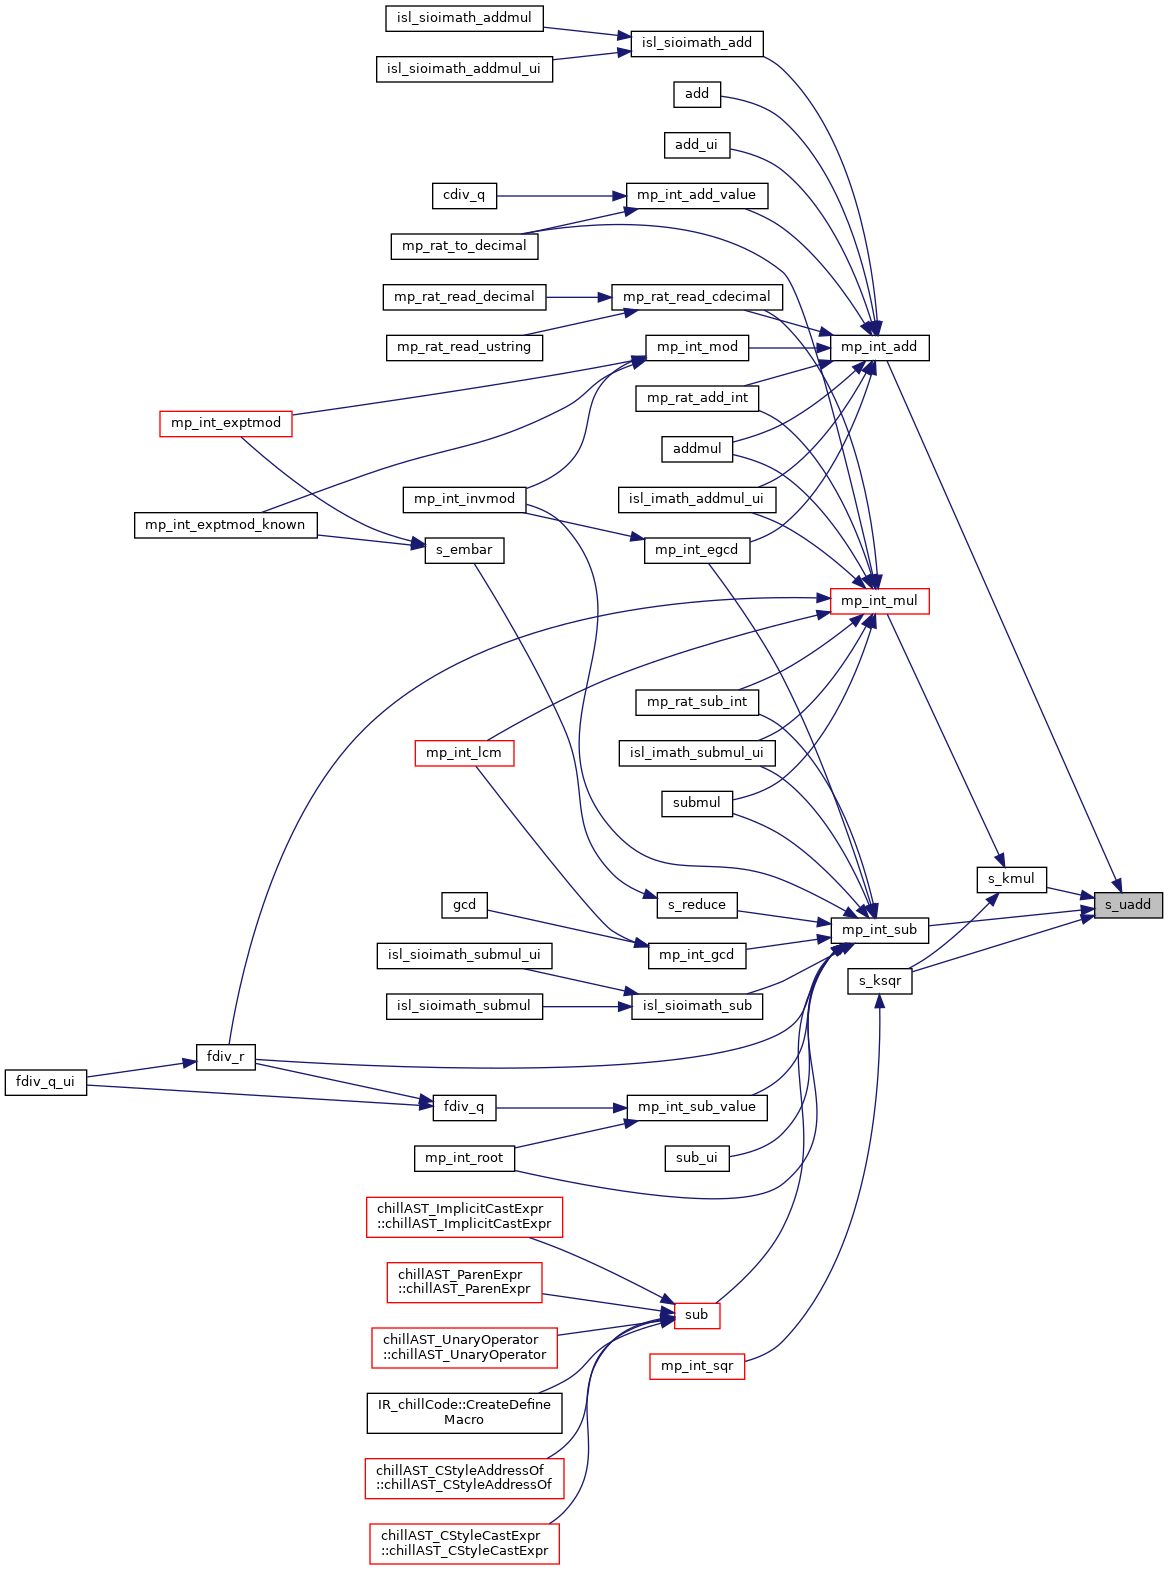 isl_sioimath_addmul
isl_sioimath_add
isl_sioimath_addmul_ui
add
add_ui
cdiv_q
mp_int_add_value
mp_rat_to_decimal
mp_rat_read_decimal
mp_rat_read_cdecimal
mp_rat_read_ustring
mp_int_mod
mp_int_add
mp_rat_add_int
mp_int_exptmod
addmul
mp_int_invmod
isl_imath_addmul_ui
mp_int_exptmod_known
s_embar
mp_int_egcd
mp_int_mul
mp_rat_sub_int
mp_int_lcm
isl_imath_submul_ui
submul
s_kmul
gcd
s_reduce
s_uadd
mp_int_sub
isl_sioimath_submul_ui
mp_int_gcd
s_ksqr
isl_sioimath_submul
isl_sioimath_sub
fdiv_r
fdiv_q_ui
fdiv_q
mp_int_sub_value
mp_int_root
sub_ui
chillAST_ImplicitCastExpr
::chillAST_ImplicitCastExpr
chillAST_ParenExpr
::chillAST_ParenExpr
sub
chillAST_UnaryOperator
::chillAST_UnaryOperator
mp_int_sqr
IR_chillCode::CreateDefine
Macro
chillAST_CStyleAddressOf
::chillAST_CStyleAddressOf
chillAST_CStyleCastExpr
::chillAST_CStyleCastExpr